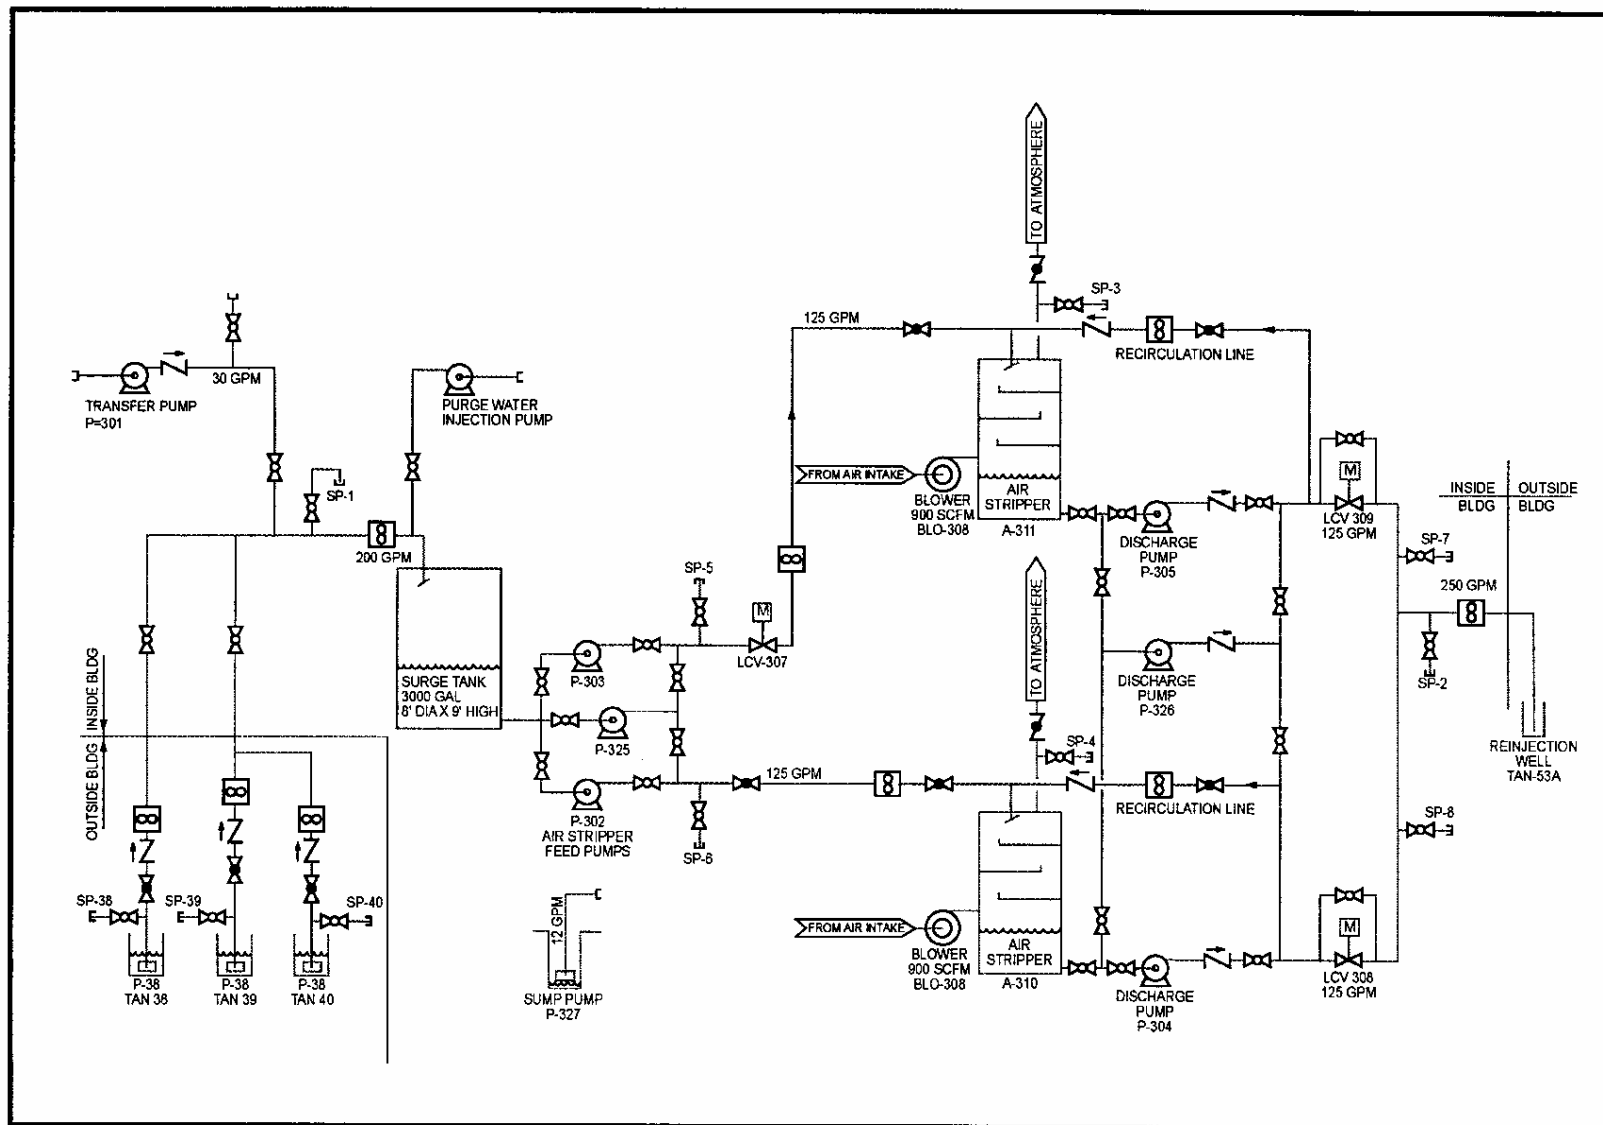 TO ATMOSPHERE
SP-3
125 GPM
RECIRCULATION LINE
30 GPM
TRANSFER PUMP
P=301
PURGE WATER
INJECTION PUMP
SP-1
200 GPM
FROM AIR INTAKE
BLOWER
900 SCFM
BLO-308
AIR
STRIPPER
A-311
DISCHARGE
PUMP
P-305
M
LCV 309
125 GPM
INSIDE
BLDG
OUTSIDE
BLDG
SP-7
250 GPM
SP-2
REINJECTION
WELL
TAN-53A
SP-5
M
LCV-307
P-303
SURGE TANK
3000 GAL
8' DIA X 9' HIGH
P-325
P-302
AIR STRIPPER
FEED PUMPS
SP-6
125 GPM
TO ATMOSPHERE
SP-4
RECIRCULATION LINE
DISCHARGE
PUMP
P-326
SP-8
INSIDE BLDG
OUTSIDE BLDG
SP-38
SP-39
SP-40
P-38
TAN 38
P-38
TAN 39
P-38
TAN 40
12 GPM
SUMP PUMP
P-327
FROM AIR INTAKE
BLOWER
900 SCFM
BLO-308
AIR
STRIPPER
A-310
DISCHARGE
PUMP
P-304
M
LCV 308
125 GPM